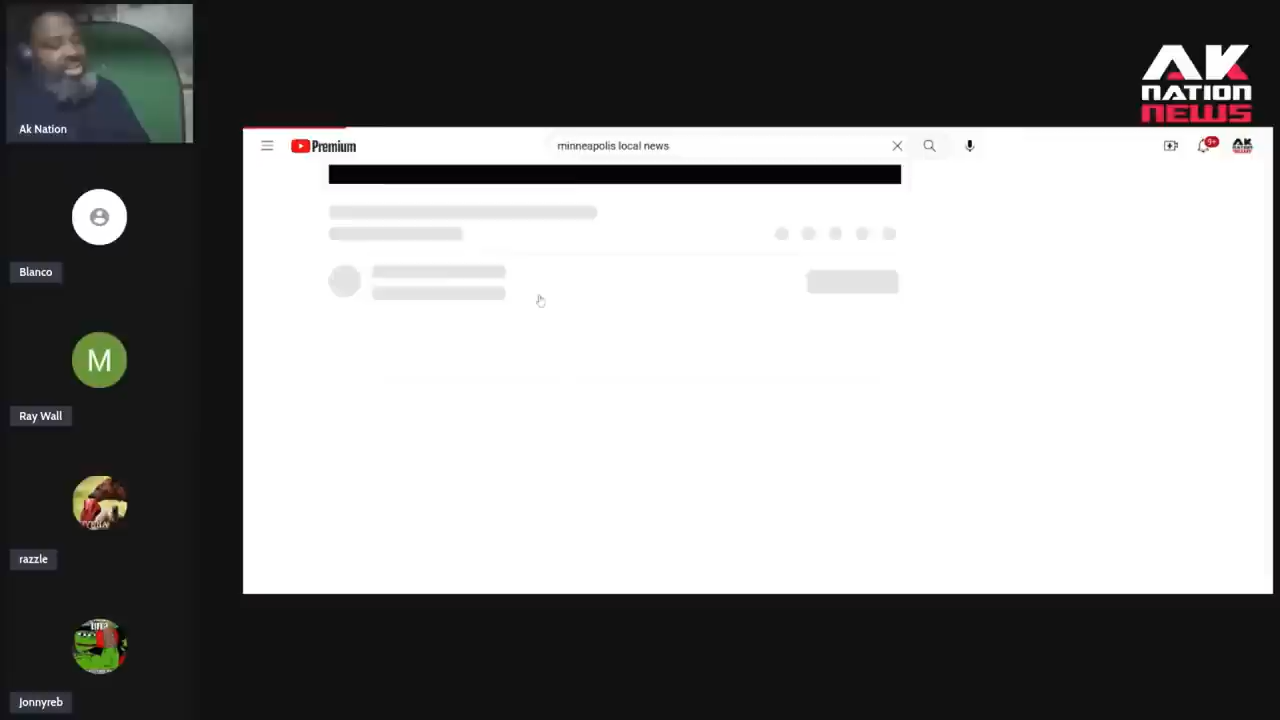 Ak Nation
Blanco
M
Ray Wall
razzle
Jonnyreb
AK
NATION
NEWS
Premium
minneapolis local news
9+